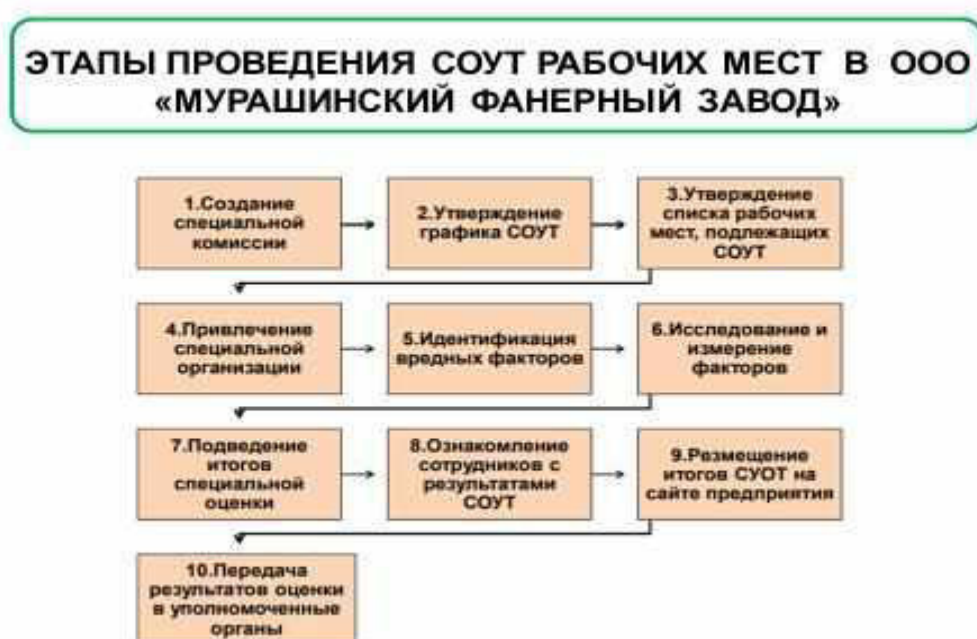 ЭТАПЫ ПРОВЕДЕНИЯ СОУТ РАБОЧИХ МЕСТ В ООО
«МУРАШИНСКИЙ ФАНЕРНЫЙ ЗАВОД»
1.Создание
специальной
комиссии
2.Утверждение
графика СОУТ
3.Утверждение
списка рабочих
мест, подлежащих
СОУТ
4.Привлечение
специальной
организации
5.Идентификация
вредных факторов
6.Исследование и
измерение
факторов
7.Подведение
итогов
специальной
оценки
8.Ознакомление
сотрудников с
результатами
СОУТ
9.Резмещение
итогов СУОТ на
сайте предприятия
10.Передача
результатов оценки
в уполномоченные
органы